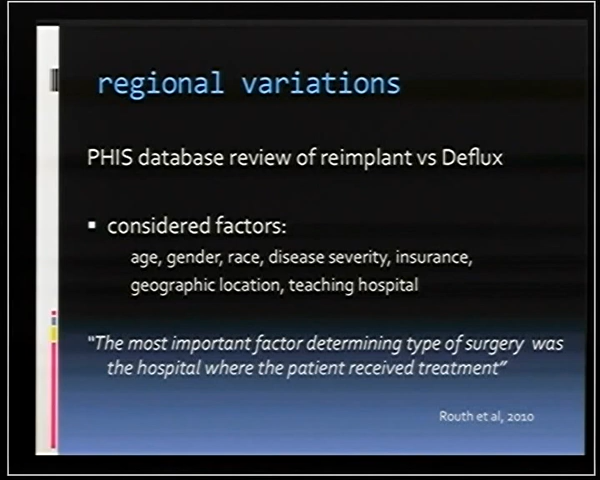 regional variations
PHIS database review of reimplant vs Deflux
▪ considered factors:
age, gender, race, disease severity, insurance,
geographic location, teaching hospital
"The most important factor determining type of surgery was
the hospital where the patient received treatment"
Routh et al, 2010